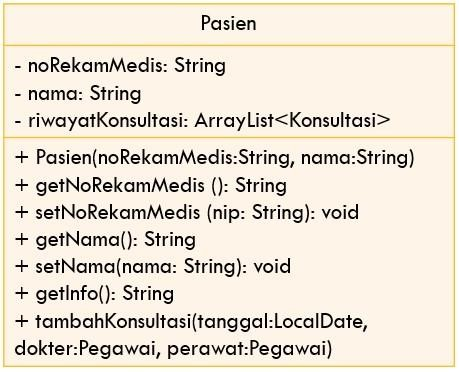 Pasien
- noRekamMedis: String
- nama: String
- riwayatKonsultasi: ArrayList<Konsultasi>
+ Pasien(noRekamMedis:String, nama:String)
+ getNoRekamMedis (): String
+ setNoRekamMedis (nip: String): void
+ getNama(): String
+ setNama(nama: String): void
+ getInfo(): String
+ tambahKonsultasi(tanggal:LocalDate,
dokter:Pegawai, perawat:Pegawai)